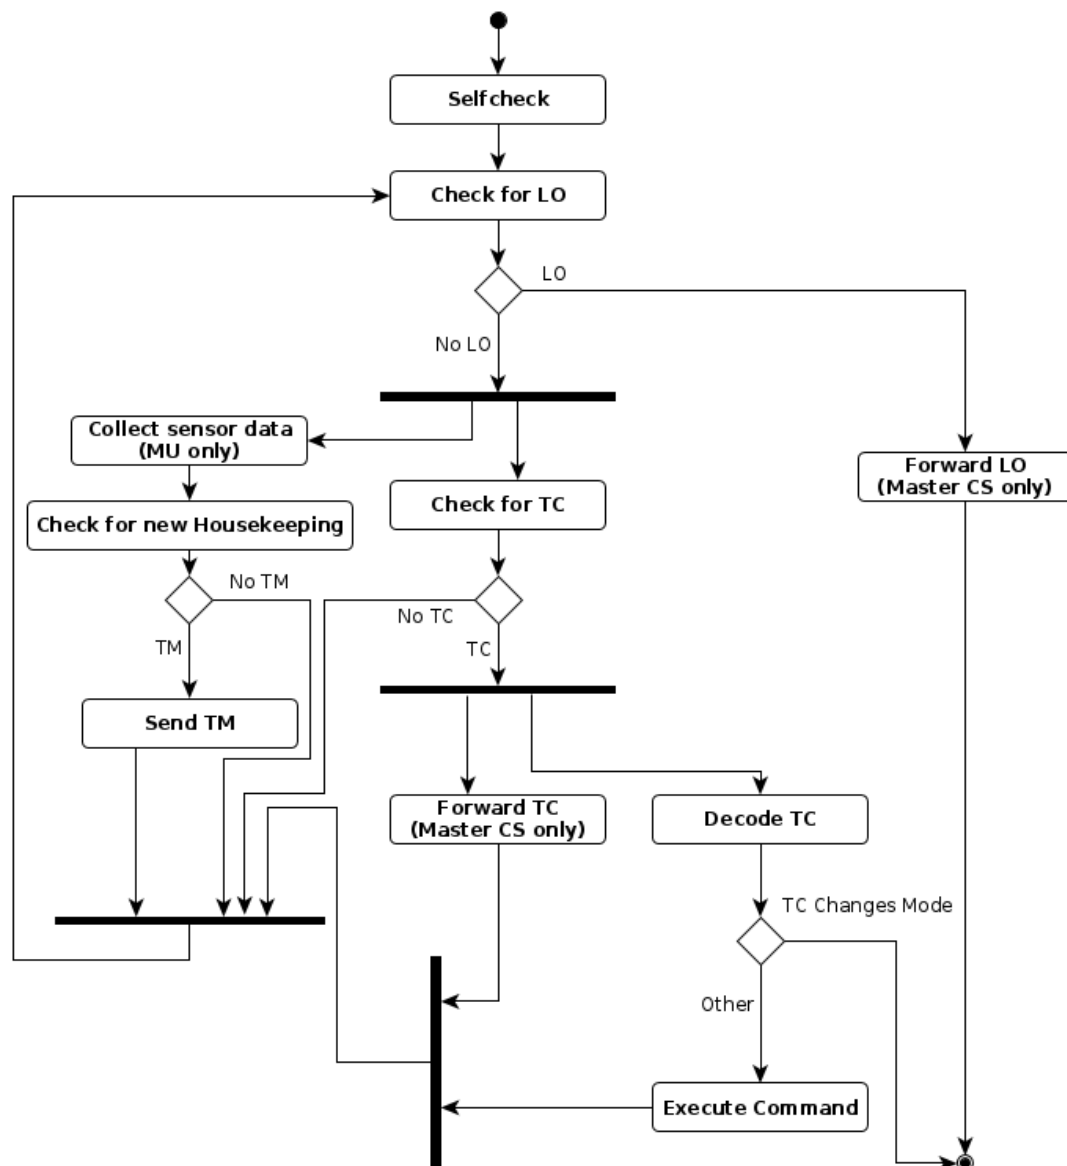 Selfcheck
Check for LO
LO
No LO
Collect sensor data
(MU only)
Forward LO
(Master CS only)
Check for TC
Check for new Housekeeping
No TM
No TC
TM
TC
Send TM
Forward TC
(Master CS only)
Decode TC
TC Changes Mode
Other
Execute Command